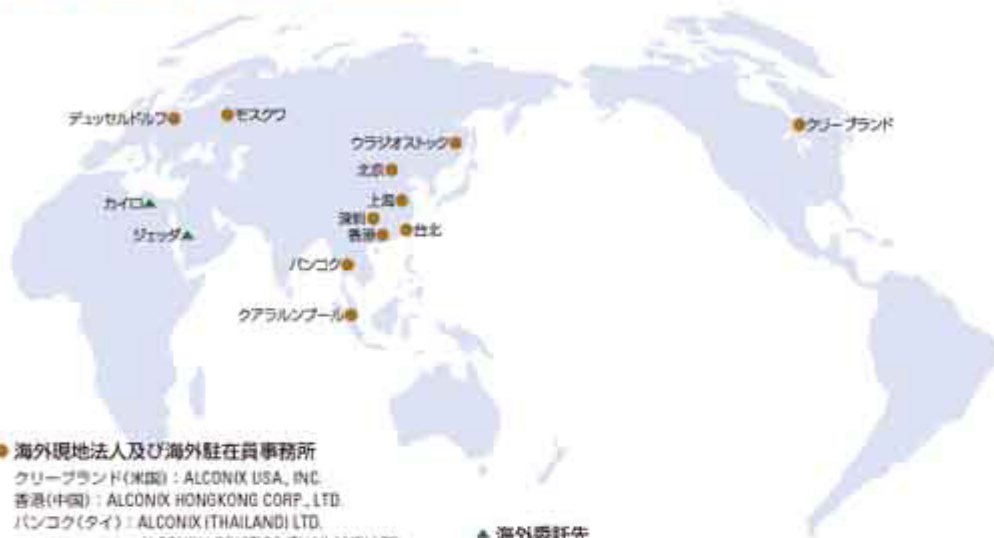 デュッセルドルフ
モスクワ
クリーブランド
ウラジオストック
北京
カイロ
上海
深圳
台北
ジェッダ
香港
バンコク
クアラルンプール
海外現地法人及び海外駐在員事務所
クリーブランド(米国)：ALCONIX USA, INC.
香港(中国)：ALCONIX HONGKONG CORP., LTD.
バンコク(タイ)：ALCONIX (THAILAND) LTD.
海外委託先